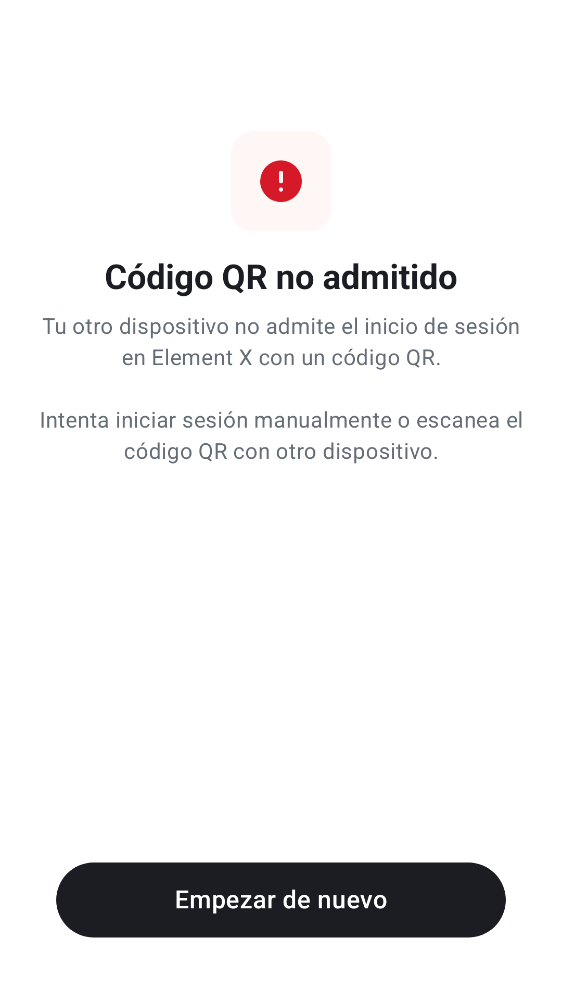 Código QR no admitido
Tu otro dispositivo no admite el inicio de sesión
en Element X con un código QR.
Intenta iniciar sesión manualmente o escanea el
código QR con otro dispositivo.
Empezar de nuevo